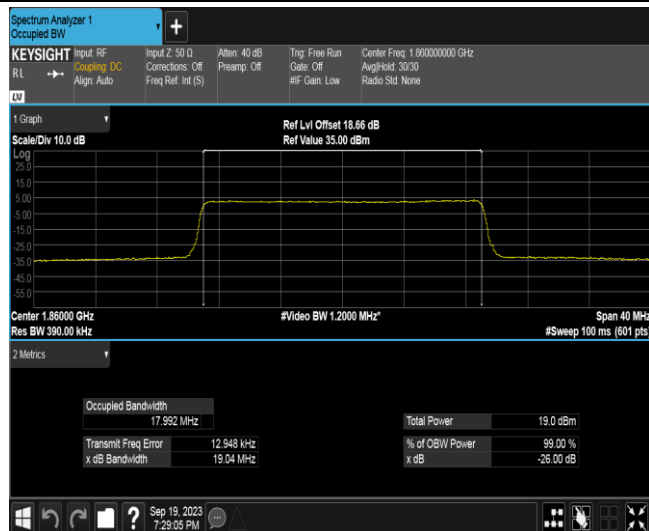 Spectrum Analyzer 1
Occupied BW
+
KEYSIGHT
RL
Input: RF
Coupling: DC
Align: Auto
Input Z: 50 Ω
Corrections: Off
Freq Ref: Int (S)
Atten: 40 dB
Preamp: Off
Trig: Free Run
Gate: Off
#IF Gain: Low
Center Freq: 1.860000000 GHz
Avg|Hold: 30/30
Radio Std: None
1 Graph
Scale/Div 10.0 dB
Ref Lvl Offset 18.66 dB
Ref Value 35.00 dBm
Log
25.0
15.0
5.00
-5.00
-15.0
-25.0
-35.0
-45.0
-55.0
Center 1.86000 GHz
Res BW 390.00 kHz
#Video BW 1.2000 MHz*
Span 40 MHz
#Sweep 100 ms (601 pts)
2 Metrics
Occupied Bandwidth
17.992 MHz
Transmit Freq Error 12.948 kHz
x dB Bandwidth 19.04 MHz
Total Power 19.0 dBm
% of OBW Power 99.00 %
x dB -26.00 dB
?
Sep 19, 2023
7:29:05 PM